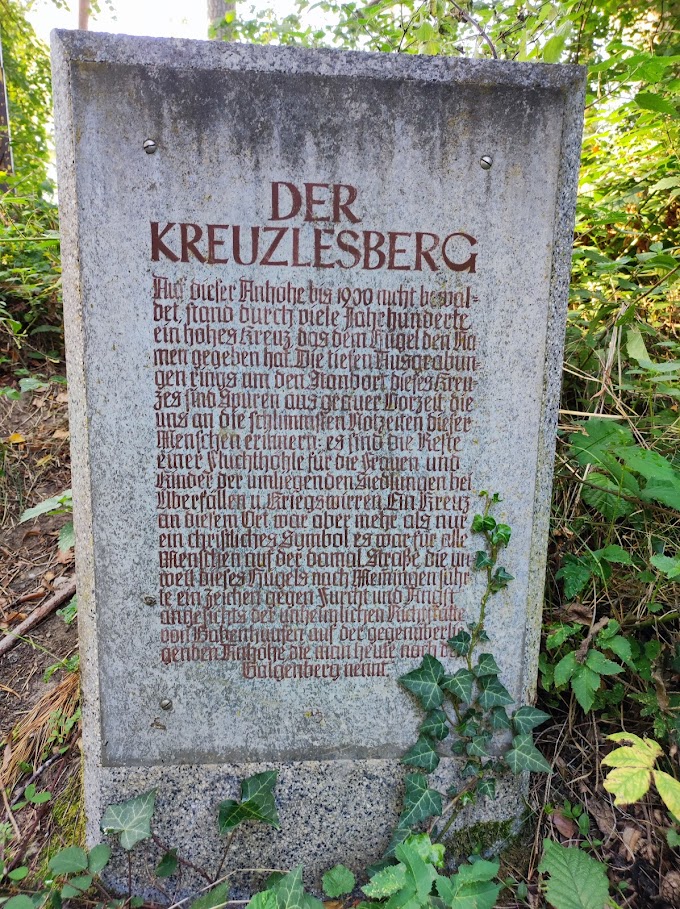 DER
KREUZLESBERG
Auf dieser Anhöhe bis 1900 nicht bewal-
det, stand durch viele Jahrhunderte
ein hohes Kreuz das dem Hügel den Na-
men gegeben hat. Die tiefen Ausgrabun-
gen rings um den Standort dieses Kreu-
zes sind Spuren aus grauer Vorzeit die
uns an die schlimmsten Notzeiten dieser
Menschen erinnern: es sind die Reste
einer Fluchthöhle für die Frauen und
Kinder der umliegenden Siedlungen bei
Überfällen u. Kriegswirren. Ein Kreuz
an diesem Ort war aber mehr als nur
ein christliches Symbol es war für alle
Menschen auf der damal. Straße, die un
weit dieses Hügels nach Memmingen führ
te ein Zeichen gegen Furcht und Angst
angesichts der unheimlichen Richtstätte
von Babenhausen auf der gegenüberlie
genden Anhöhe die man heute noch den
Galgenberg nennt.